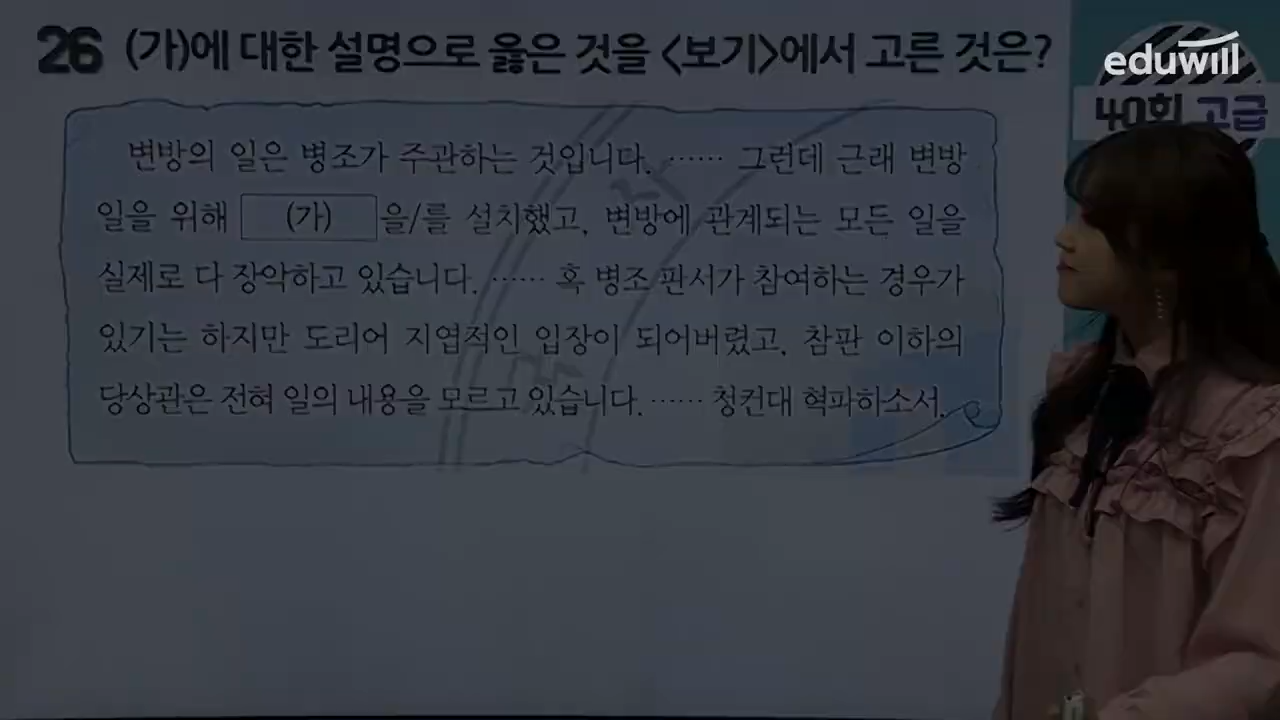 26 (가)에 대한 설명으로 옳은 것을 <보기>에서 고른 것은?
eduwill
40회 고급
변방의 일은 병조가 주관하는 것입니다. …… 그런데 근래 변방
일을 위해 (가) 을/를 설치했고, 변방에 관계되는 모든 일을
실제로 다 장악하고 있습니다. …… 혹 병조 판서가 참여하는 경우가
있기는 하지만 도리어 지엽적인 입장이 되어버렸고, 참판 이하의
당상관은 전혀 일의 내용을 모르고 있습니다. …… 청컨대 혁파하소서.